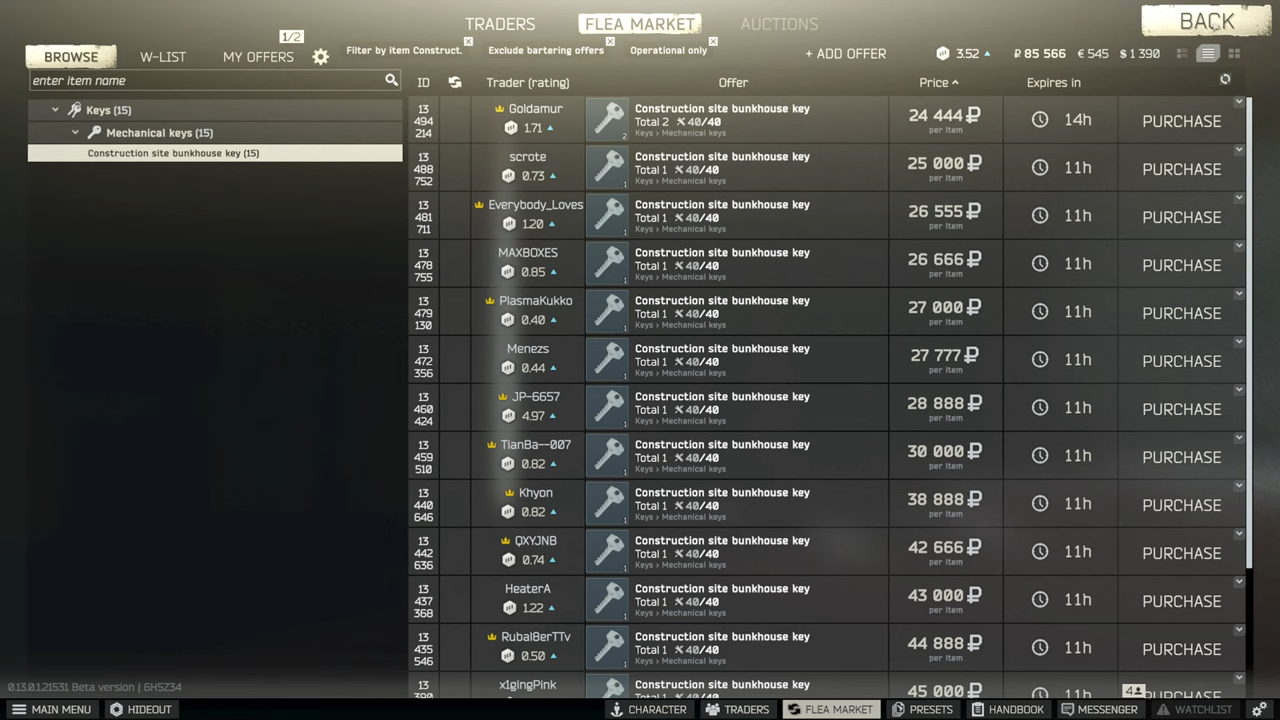 TRADERS
FLEA MARKET
AUCTIONS
BACK
1/2
BROWSE
W-LIST
MY OFFERS
Filter by item Construct.
Exclude bartering offers
Operational only
+ ADD OFFER
3.52
₽ 85 566
€ 545
$ 1 390
enter item name
ID
Trader (rating)
Offer
Price
Expires in
Keys (15)
Mechanical keys (15)
Construction site bunkhouse key (15)
13 494 214
Goldamur
1.71
2
Construction site bunkhouse key
Total 2 40/40
Keys > Mechanical keys
24 444 ₽
per item
14h
PURCHASE
13 488 752
scrote
0.73
1
Construction site bunkhouse key
Total 1 40/40
Keys > Mechanical keys
25 000 ₽
per item
11h
PURCHASE
13 481 711
Everybody_Loves
1.20
1
Construction site bunkhouse key
Total 1 40/40
Keys > Mechanical keys
26 555 ₽
per item
11h
PURCHASE
13 478 755
MAXBOXES
0.85
1
Construction site bunkhouse key
Total 1 40/40
Keys > Mechanical keys
26 666 ₽
per item
11h
PURCHASE
13 479 130
PlasmaKukko
0.40
1
Construction site bunkhouse key
Total 1 40/40
Keys > Mechanical keys
27 000 ₽
per item
11h
PURCHASE
13 472 356
Menezs
0.44
1
Construction site bunkhouse key
Total 1 40/40
Keys > Mechanical keys
27 777 ₽
per item
11h
PURCHASE
13 460 424
JP-6657
4.97
1
Construction site bunkhouse key
Total 1 40/40
Keys > Mechanical keys
28 888 ₽
per item
11h
PURCHASE
13 459 510
TianBa--007
0.82
1
Construction site bunkhouse key
Total 1 40/40
Keys > Mechanical keys
30 000 ₽
per item
11h
PURCHASE
13 440 646
Khyon
0.82
1
Construction site bunkhouse key
Total 1 40/40
Keys > Mechanical keys
38 888 ₽
per item
11h
PURCHASE
13 442 636
QXYJNB
0.74
1
Construction site bunkhouse key
Total 1 40/40
Keys > Mechanical keys
42 666 ₽
per item
11h
PURCHASE
13 437 368
HeaterA
1.22
1
Construction site bunkhouse key
Total 1 40/40
Keys > Mechanical keys
43 000 ₽
per item
11h
PURCHASE
13 435 546
Rubal8erTTv
0.50
1
Construction site bunkhouse key
Total 1 40/40
Keys > Mechanical keys
44 888 ₽
per item
11h
PURCHASE
13
x1gingPink
Construction site bunkhouse key
45 000 ₽
11h
PURCHASE
4
0.13.0.1.21531 Beta version | 6H5Z34
MAIN MENU
HIDEOUT
CHARACTER
TRADERS
FLEA MARKET
PRESETS
HANDBOOK
MESSENGER
WATCHLIST